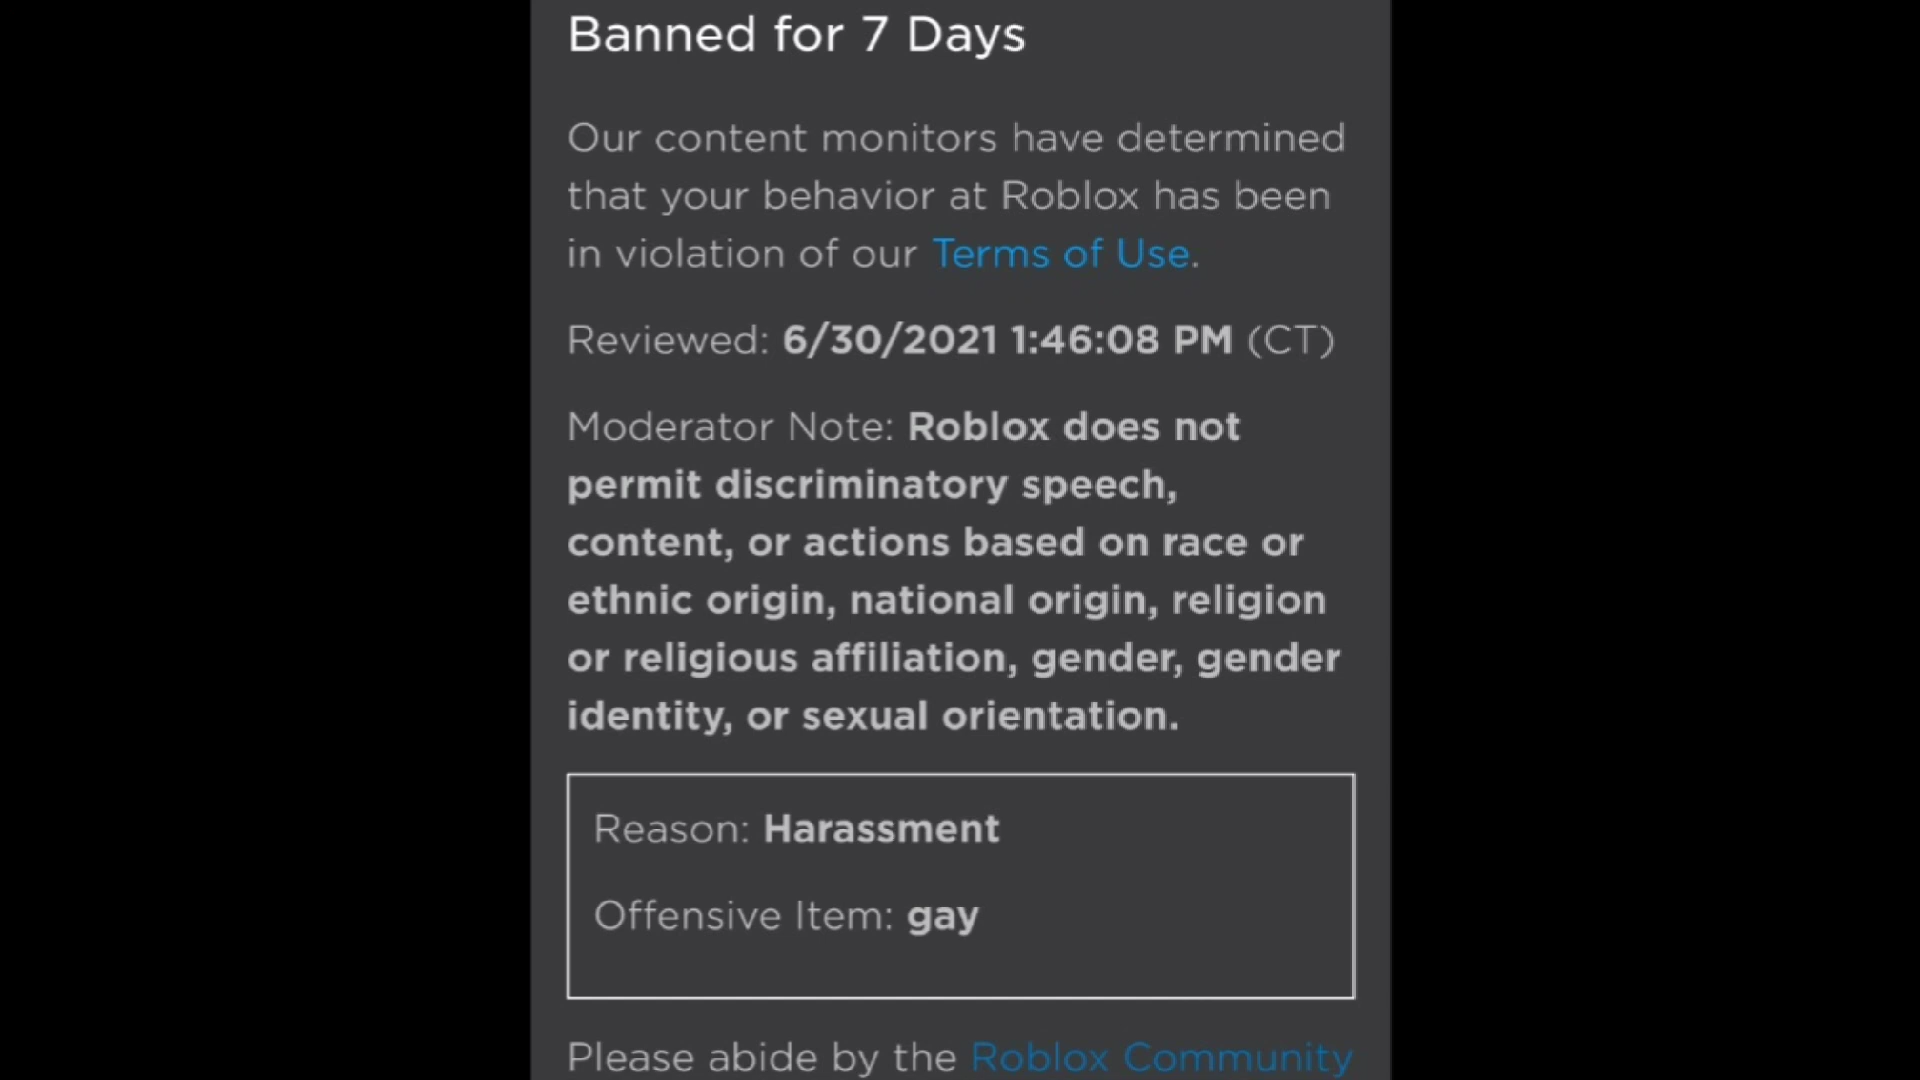 Banned for 7 Days
Our content monitors have determined
that your behavior at Roblox has been
in violation of our Terms of Use.
Reviewed: 6/30/2021 1:46:08 PM (CT)
Moderator Note: Roblox does not
permit discriminatory speech,
content, or actions based on race or
ethnic origin, national origin, religion
or religious affiliation, gender, gender
identity, or sexual orientation.
Reason: Harassment
Offensive Item: gay
Please abide by the Roblox Community